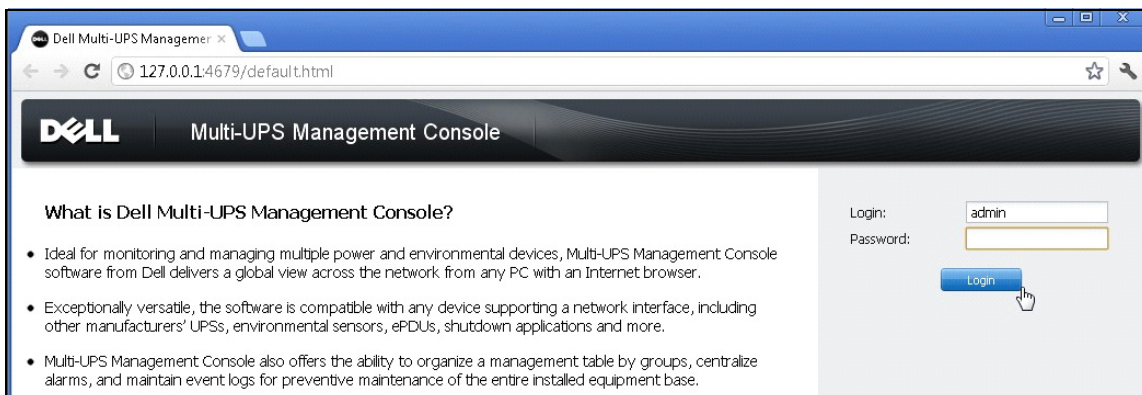 Dell Multi-UPS Managemer
127.0.0.1:4679/default.html
DELL
Multi-UPS Management Console
What is Dell Multi-UPS Management Console?
• Ideal for monitoring and managing multiple power and environmental devices, Multi-UPS Management Console
software from Dell delivers a global view across the network from any PC with an Internet browser.
• Exceptionally versatile, the software is compatible with any device supporting a network interface, including
other manufacturers' UPSs, environmental sensors, ePDUs, shutdown applications and more.
• Multi-UPS Management Console also offers the ability to organize a management table by groups, centralize
alarms, and maintain event logs for preventive maintenance of the entire installed equipment base.
Login: admin
Password:
Login